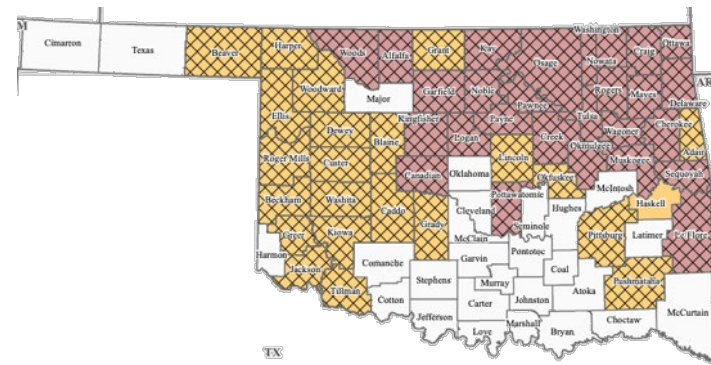 M
Cimarron
Texas
Beaver
Harper
Woods
Alfalfa
Grant
Kay
Washington
Osage
Nowata
Craig
Ottawa
AR
Woodward
Major
Garfield
Noble
Pawnee
Rogers
Mayes
Delaware
Ellis
Dewey
Blaine
Kingfisher
Logan
Payne
Creek
Tulsa
Wagoner
Cherokee
Adair
Okmulgee
Muskogee
Sequoyah
Roger Mills
Custer
Canadian
Oklahoma
Lincoln
Okfuskee
McIntosh
Haskell
Beckham
Washita
Caddo
Grady
Cleveland
Pottawatomie
Seminole
Hughes
Pittsburg
Latimer
Le Flore
Greer
Kiowa
McClain
Harmon
Jackson
Comanche
Garvin
Pontotoc
Coal
Tillman
Stephens
Murray
Atoka
Pushmataha
Cotton
Carter
Johnston
Jefferson
Love
Marshall
Bryan
Choctaw
McCurtain
TX